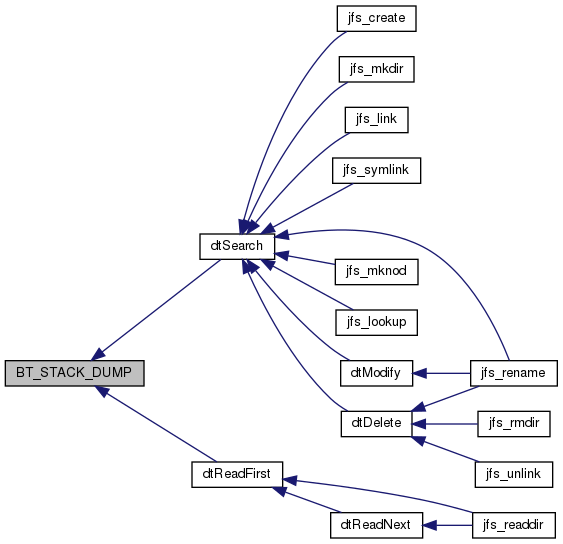 jfs_create
jfs_mkdir
jfs_link
jfs_symlink
dtSearch
jfs_mknod
jfs_lookup
BT_STACK_DUMP
dtModify
jfs_rename
dtDelete
jfs_rmdir
dtReadFirst
jfs_unlink
dtReadNext
jfs_readdir